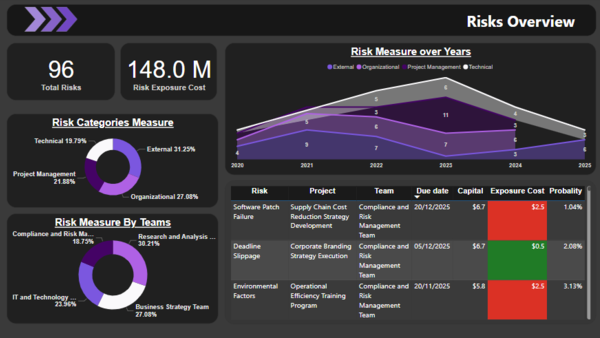 Risks Overview
96
Total Risks
148.0 M
Risk Exposure Cost
Risk Measure over Years
External Organizational Project Management Technical
6
5
4
5
11
3
6
7
6
3
4
9
7
3
6
2020 2021 2022 2023 2024 2025
Risk Categories Measure
Technical 19.79%
External 31.25%
Project Management
21.88%
Organizational 27.08%
Risk Measure By Teams
Compliance and Risk Ma...
18.75%
Research and Analysis ...
30.21%
IT and Technology ...
23.96%
Business Strategy Team
27.08%
Risk Project Team Due date Capital Exposure Cost Probality
Software Patch Failure
Supply Chain Cost Reduction Strategy Development
Compliance and Risk Management Team
20/12/2025 $6.7 $2.5 1.04%
Deadline Slippage
Corporate Branding Strategy Execution
Compliance and Risk Management Team
05/12/2025 $6.7 $0.5 2.08%
Environmental Factors
Operational Efficiency Training Program
Compliance and Risk Management Team
20/11/2025 $5.8 $2.5 3.13%